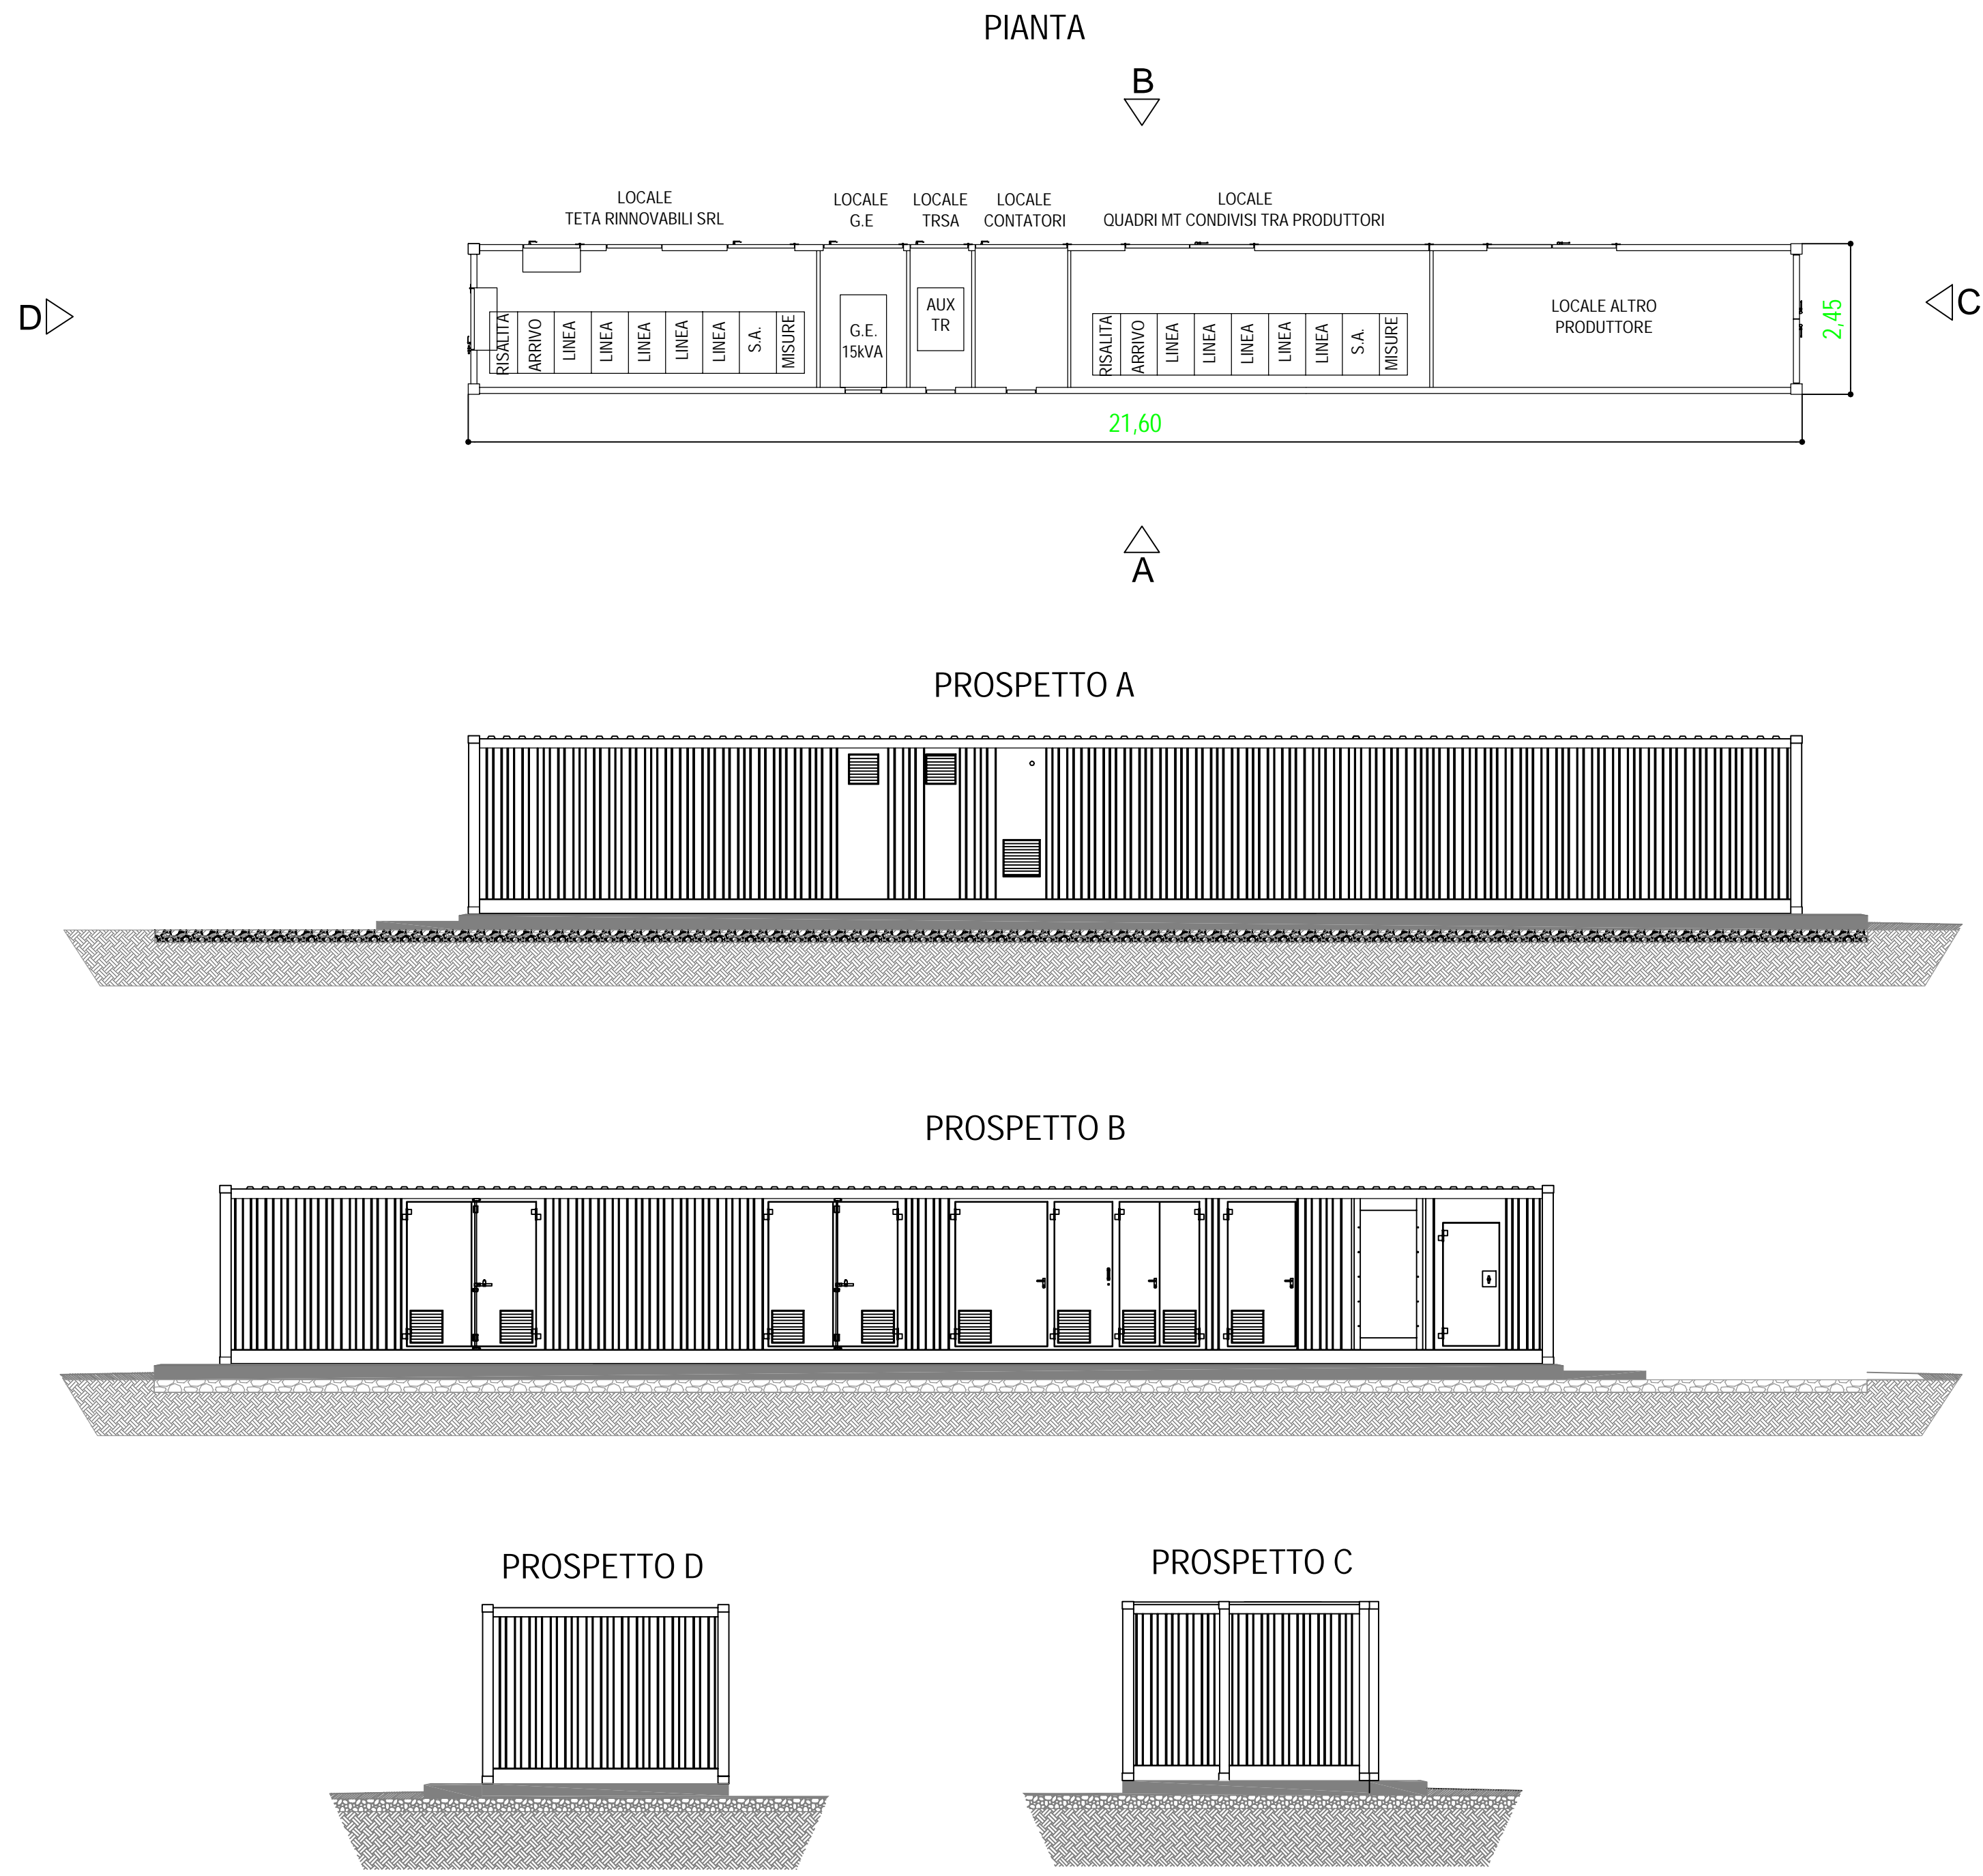 PIANTA
B
LOCALE
TETA RINNOVABILI SRL
LOCALE
G.E
LOCALE
TRSA
LOCALE
CONTATORI
LOCALE
QUADRI MT CONDIVISI TRA PRODUTTORI
D
RISALITA
ARRIVO
LINEA
LINEA
LINEA
LINEA
LINEA
S.A.
MISURE
G.E.
15kVA
AUX
TR
RISALITA
ARRIVO
LINEA
LINEA
LINEA
LINEA
LINEA
S.A.
MISURE
LOCALE ALTRO
PRODUTTORE
2,45
C
21,60
A
PROSPETTO A
PROSPETTO B
PROSPETTO D
PROSPETTO C